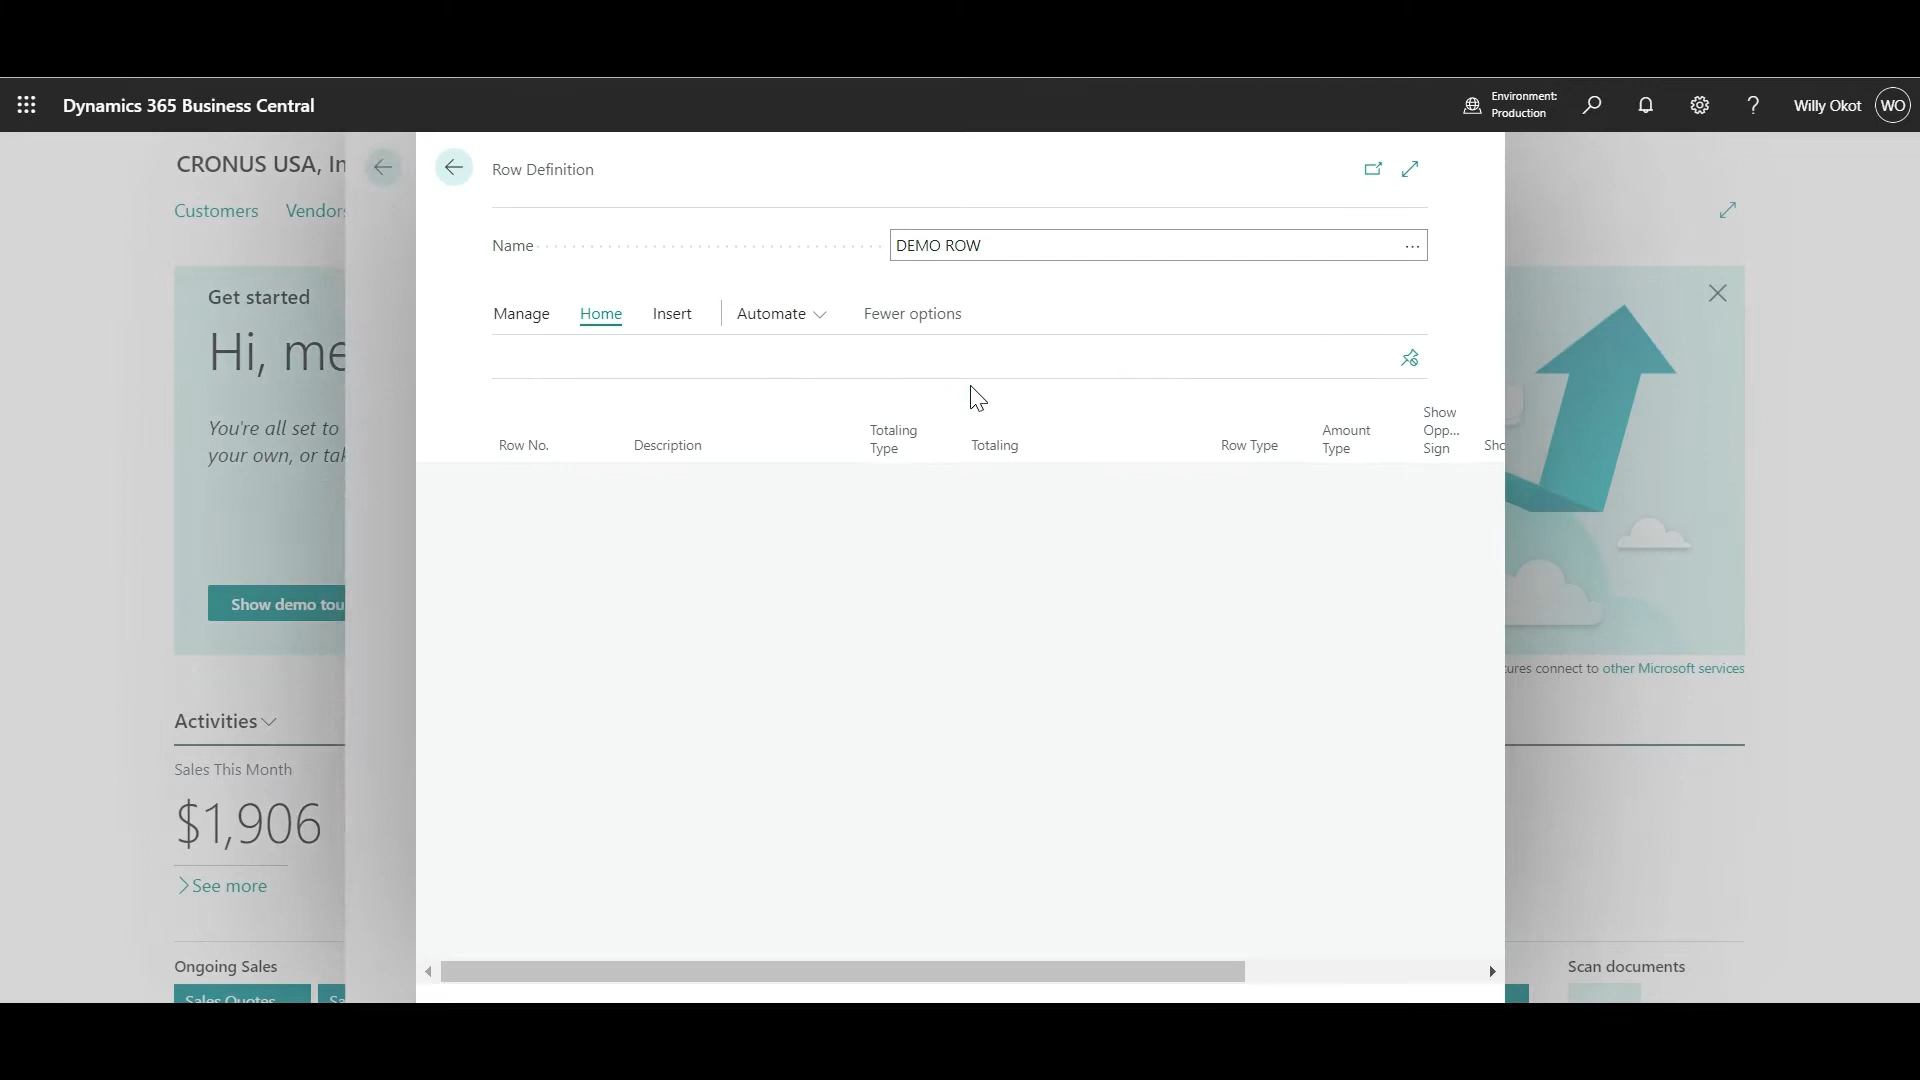 Dynamics 365 Business Central
Environment:
Production
Willy Okot
WO
CRONUS USA, In
Customers
Vendors
Get started
Hi, me
You're all set to
your own, or tak
Show demo tou
Activities
Sales This Month
$1,906
See more
Ongoing Sales
Sales Quotes
Sa
Row Definition
Name
DEMO ROW
Manage
Home
Insert
Automate
Fewer options
Row No.
Description
Totaling
Type
Totaling
Row Type
Amount
Type
Show
Opp...
Sign
Sho
ures connect to other Microsoft services
Scan documents